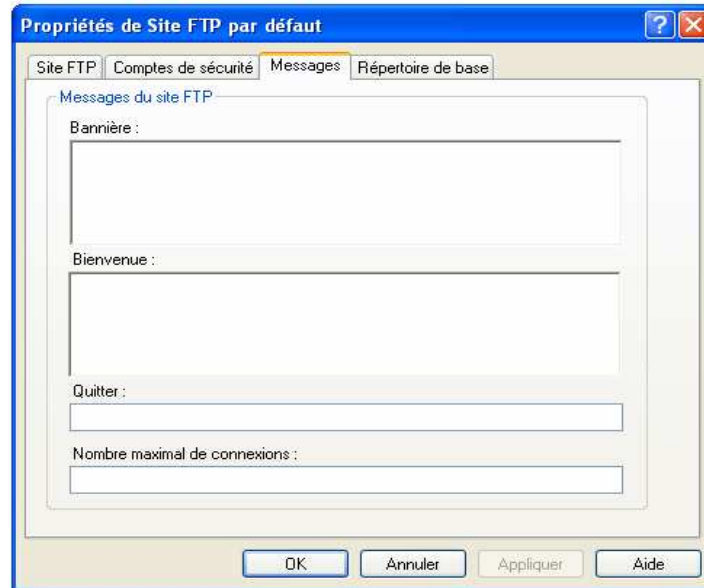 Propriétés de Site FTP par défaut
Site FTP Comptes de sécurité Messages Répertoire de base
Messages du site FTP
Bannière :
Bienvenue :
Quitter :
Nombre maximal de connexions :
OK Annuler Appliquer Aide